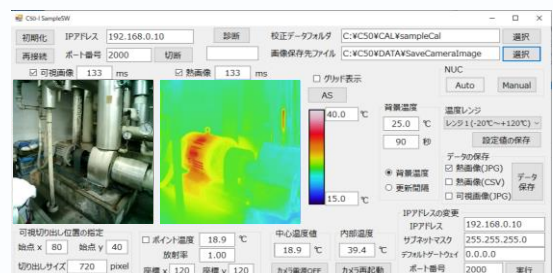 C50-I SampleSW
初期化 IPアドレス 192.168.0.10 診断 校正データフォルダ C:¥C50¥CAL¥sampleCal 選択
再接続 ポート番号 2000 切断 画像保存先ファイル C:¥C50¥DATA¥SaveCameraImage 選択
可視画像 133 ms 熱画像 133 ms グリッド表示 NUC
AS Auto Manual
40.0 ℃ 背景温度 温度レンジ
25.0 ℃ レンジ1(-20℃~+120℃)
90 秒 設定値の保存
データの保存
背景温度 熱画像(JPG) データ保存
更新間隔 熱画像(CSV)
15.0 ℃ 可視画像(JPG)
可視切り出し位置の指定 IPアドレスの変更
始点 x 80 始点 y 40 ポイント温度 18.9 ℃ 中心温度値 内部温度 IPアドレス 192.168.0.10
放射率 1.00 18.9 ℃ 39.4 ℃ サブネットマスク 255.255.255.0
デフォルトゲートウェイ 0.0.0.0
切り出しサイズ 720 pixel 座標 x 120 座標 y 120 カメラ電源OFF カメラ再起動 ポート番号 2000 実行